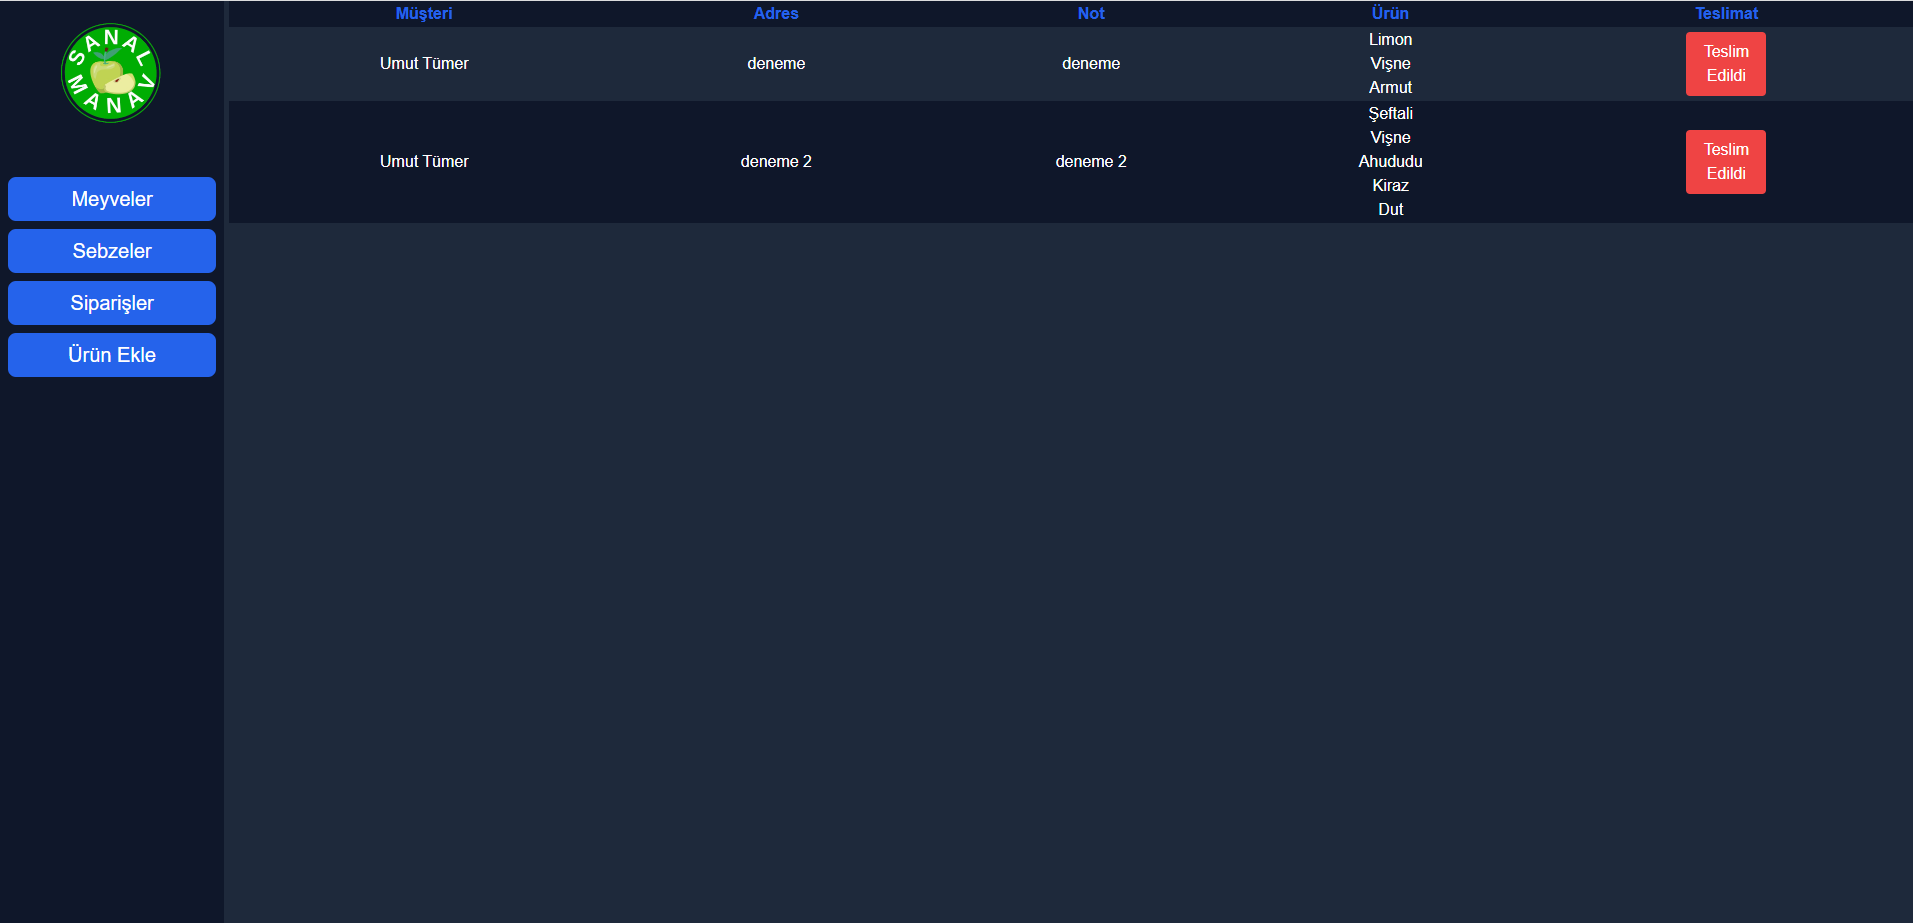 SANAL
MANAV
Meyveler
Sebzeler
Siparişler
Ürün Ekle
Müşteri Adres Not Ürün Teslimat
Umut Tümer deneme deneme
Limon
Vişne
Armut
Teslim
Edildi
Umut Tümer deneme 2 deneme 2
Şeftali
Vişne
Ahududu
Kiraz
Dut
Teslim
Edildi